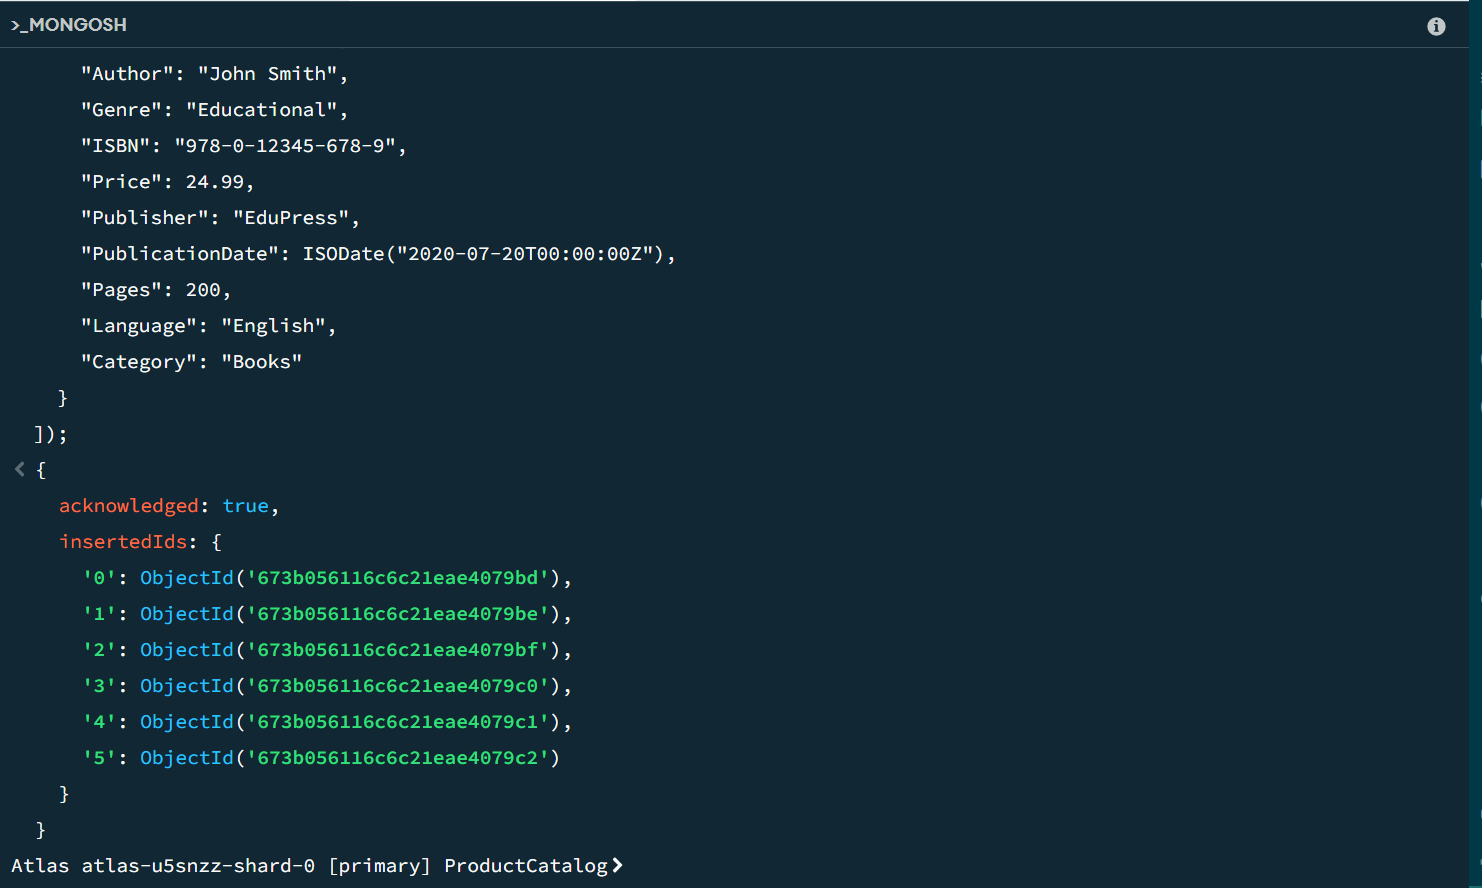 >_MONGOSH
"Author": "John Smith",
"Genre": "Educational",
"ISBN": "978-0-12345-678-9",
"Price": 24.99,
"Publisher": "EduPress",
"PublicationDate": ISODate("2020-07-20T00:00:00Z"),
"Pages": 200,
"Language": "English",
"Category": "Books"
}
]);
< {
acknowledged: true,
insertedIds: {
'0': ObjectId('673b056116c6c21eae4079bd'),
'1': ObjectId('673b056116c6c21eae4079be'),
'2': ObjectId('673b056116c6c21eae4079bf'),
'3': ObjectId('673b056116c6c21eae4079c0'),
'4': ObjectId('673b056116c6c21eae4079c1'),
'5': ObjectId('673b056116c6c21eae4079c2')
}
}
Atlas atlas-u5snzz-shard-0 [primary] ProductCatalog>